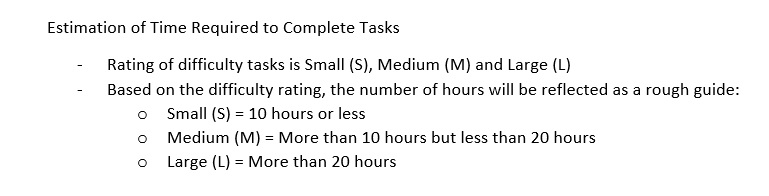 Estimation of Time Required to Complete Tasks
- Rating of difficulty tasks is Small (S), Medium (M) and Large (L)
- Based on the difficulty rating, the number of hours will be reflected as a rough guide:
o Small (S) = 10 hours or less
o Medium (M) = More than 10 hours but less than 20 hours
o Large (L) = More than 20 hours